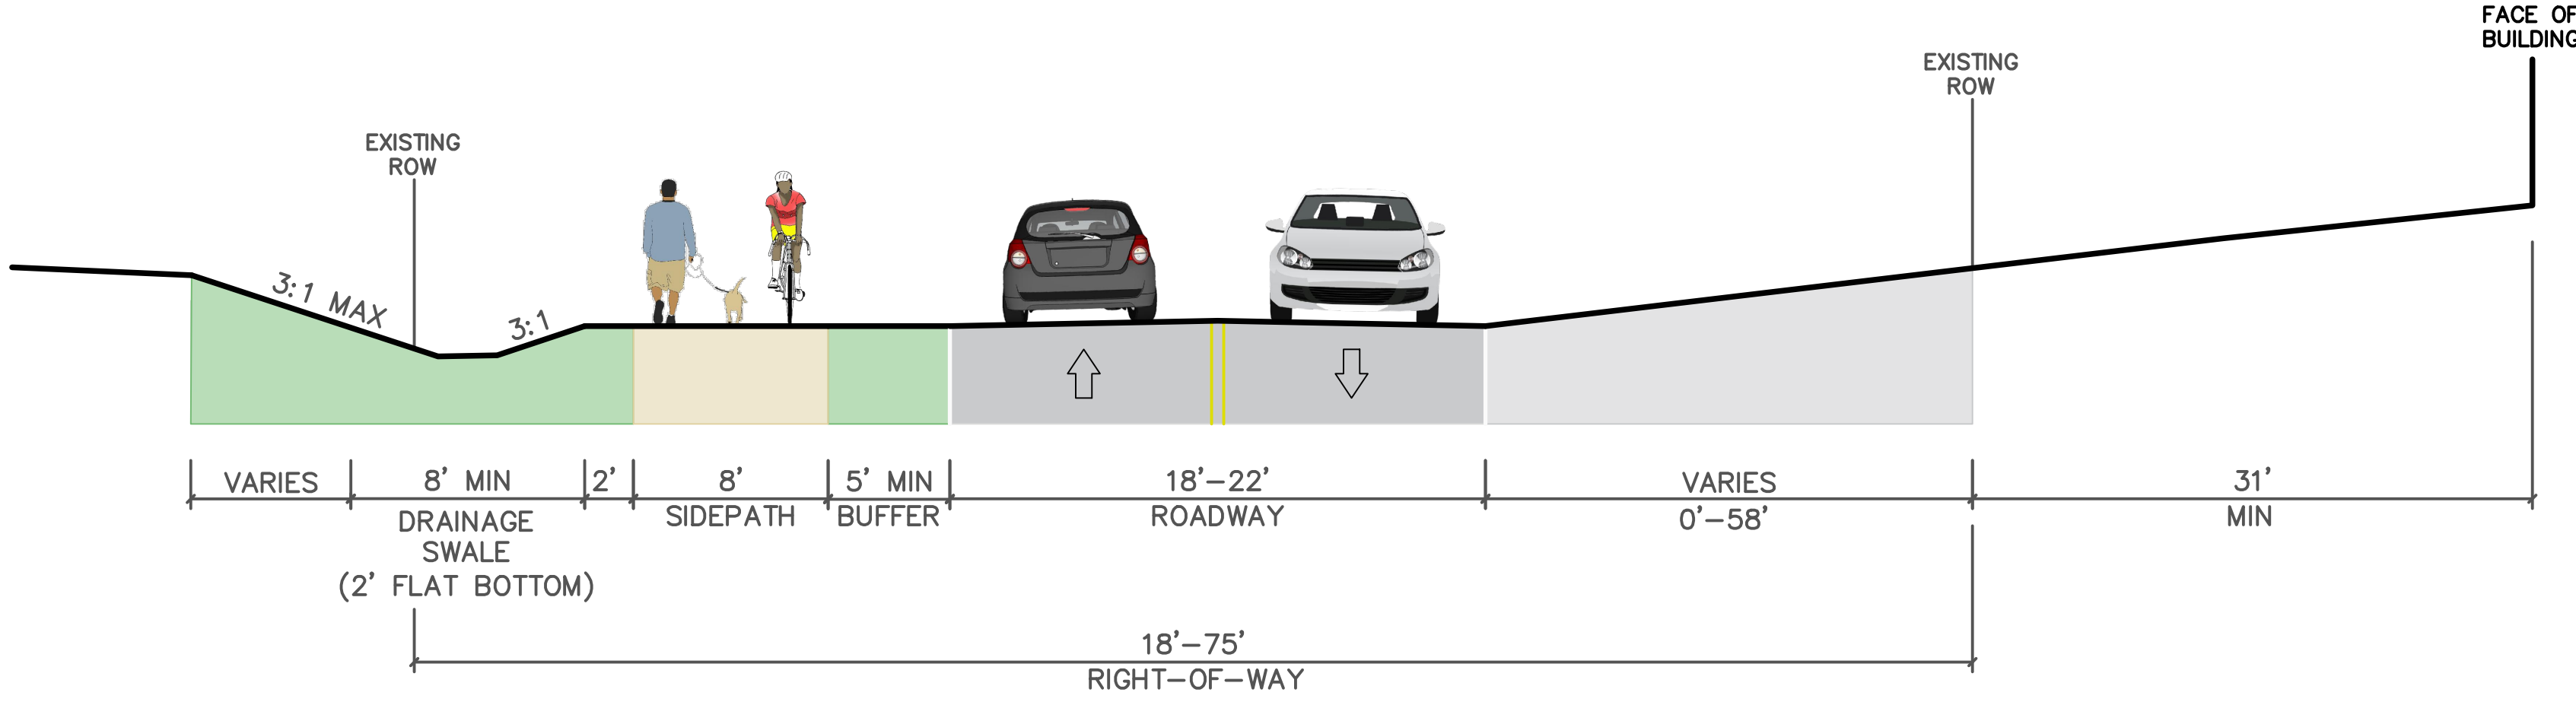 FACE OF
BUILDING
EXISTING
ROW
EXISTING
ROW
3:1 MAX
3:1
VARIES
8' MIN
2'
8'
5' MIN
18'-22'
VARIES
31'
DRAINAGE
SWALE
(2' FLAT BOTTOM)
SIDEPATH
BUFFER
ROADWAY
0'-58'
MIN
18'-75'
RIGHT-OF-WAY